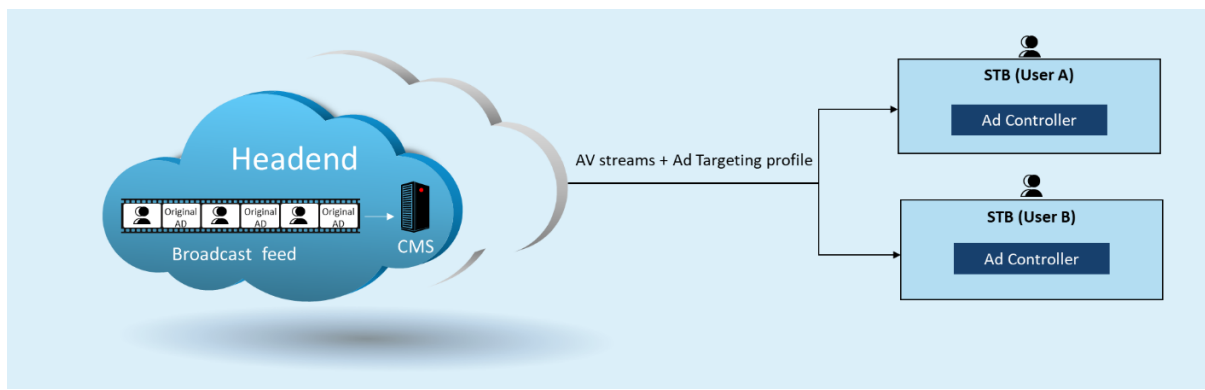 Headend
Original
AD
Original
AD
Original
AD
Broadcast feed
CMS
AV streams + Ad Targeting profile
STB (User A)
Ad Controller
STB (User B)
Ad Controller